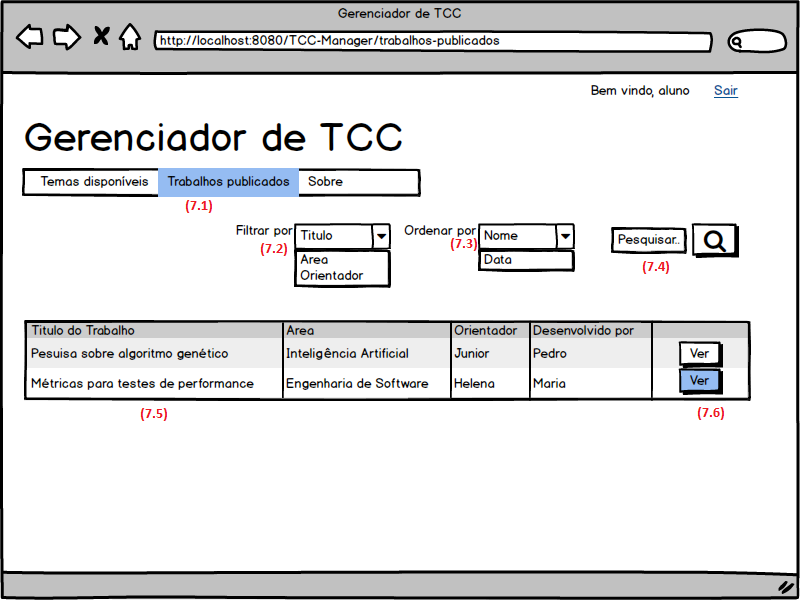 Gerenciador de TCC
http://localhost:8080/TCC-Manager/trabalhos-publicados
Bem vindo, aluno Sair
Gerenciador de TCC
Temas disponíveis Trabalhos publicados Sobre
(7.1)
Filtrar por Titulo Ordenar por Nome Pesquisar..
(7.2) (7.3) (7.4)
Area Data
Orientador
Titulo do Trabalho Area Orientador Desenvolvido por
Pesuisa sobre algoritmo genético Inteligência Artificial Junior Pedro Ver
Métricas para testes de performance Engenharia de Software Helena Maria Ver
(7.5) (7.6)